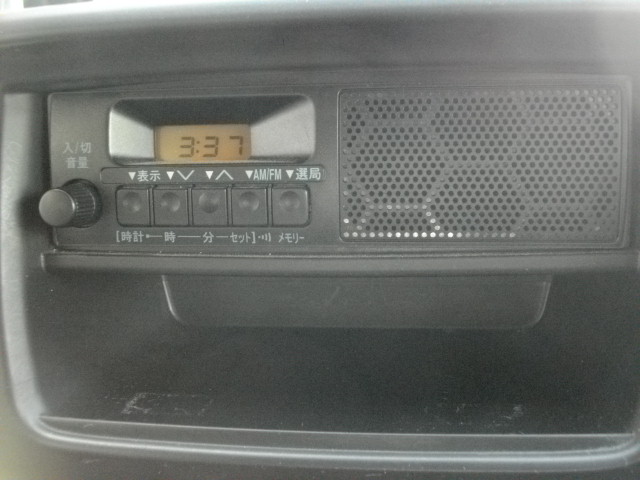 入/切
音量
3:37
▼表示 ▼∨ ▼∧ ▼AM/FM ▼選局
[時計•─時──分─セット]•)) メモリー